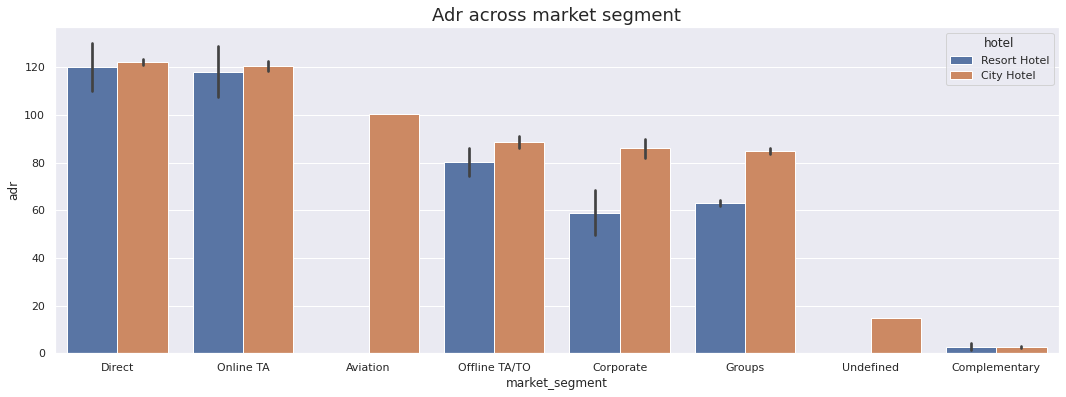 Adr across market segment
hotel
Resort Hotel
City Hotel
120
100
80
60
40
20
0
adr
Direct
Online TA
Aviation
Offline TA/TO
Corporate
Groups
Undefined
Complementary
market_segment